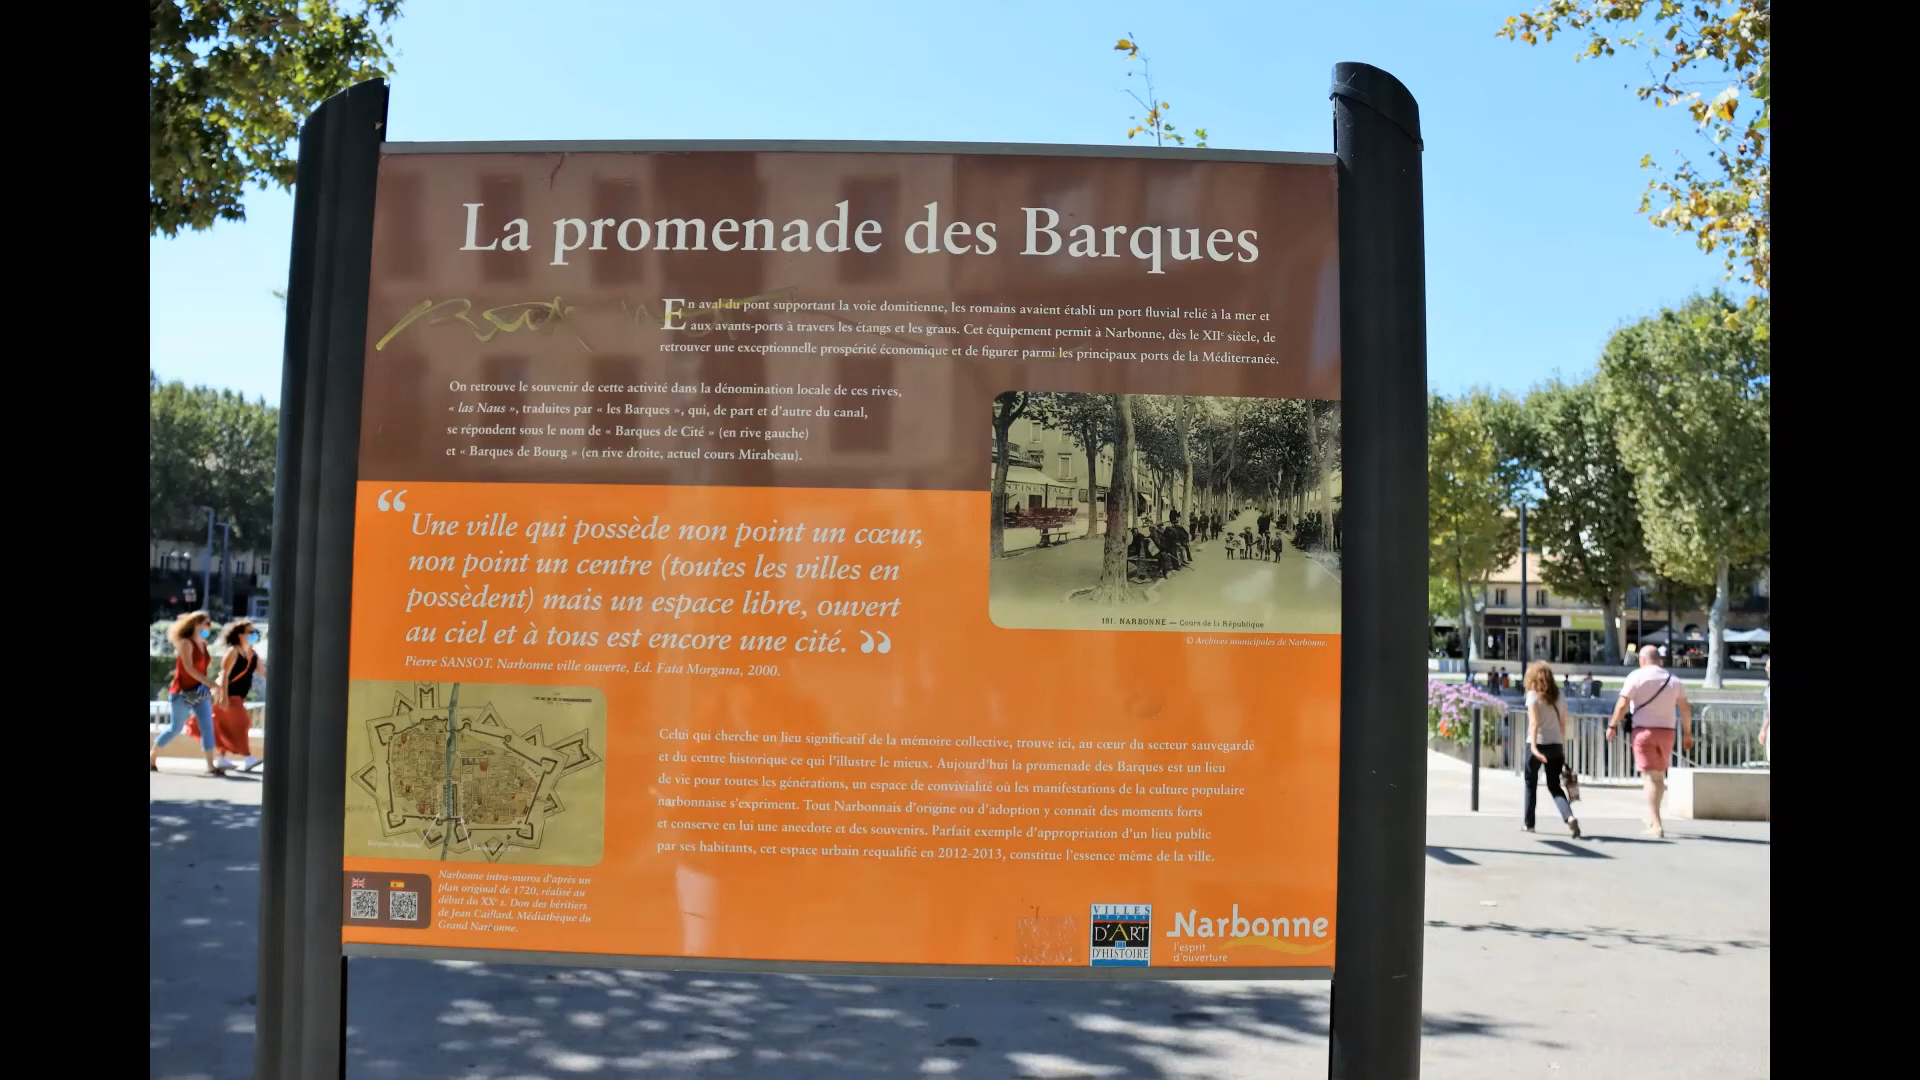 La promenade des Barques
En aval du pont supportant la voie domitienne, les romains avaient établi un port fluvial relié à la mer et
aux avants-ports à travers les étangs et les graus. Cet équipement permit à Narbonne, dès le XIIe siècle, de
retrouver une exceptionnelle prospérité économique et de figurer parmi les principaux ports de la Méditerranée.
On retrouve le souvenir de cette activité dans la dénomination locale de ces rives,
« las Naus », traduites par « les Barques », qui, de part et d'autre du canal,
se répondent sous le nom de « Barques de Cité » (en rive gauche)
et « Barques de Bourg » (en rive droite, actuel cours Mirabeau).
NTINENTAL
181. NARBONNE — Cours de la République
© Archives municipales de Narbonne.
“ Une ville qui possède non point un cœur,
non point un centre (toutes les villes en
possèdent) mais un espace libre, ouvert
au ciel et à tous est encore une cité. ”
Pierre SANSOT. Narbonne ville ouverte, Ed. Fata Morgana, 2000.
Celui qui cherche un lieu significatif de la mémoire collective, trouve ici, au cœur du secteur sauvegardé
et du centre historique ce qui l'illustre le mieux. Aujourd'hui la promenade des Barques est un lieu
de vie pour toutes les générations, un espace de convivialité où les manifestations de la culture populaire
narbonnaise s'expriment. Tout Narbonnais d'origine ou d'adoption y connaît des moments forts
et conserve en lui une anecdote et des souvenirs. Parfait exemple d'appropriation d'un lieu public
par ses habitants, cet espace urbain requalifié en 2012-2013, constitue l'essence même de la ville.
Narbonne intra-muros d'après un
plan original de 1720, réalisé au
début du XXe s. Don des héritiers
de Jean Caillard. Médiathèque du
Grand Narbonne.
VILLES
ET PAYS
D'ART
ET
D'HISTOIRE
Narbonne
l'esprit
d'ouverture